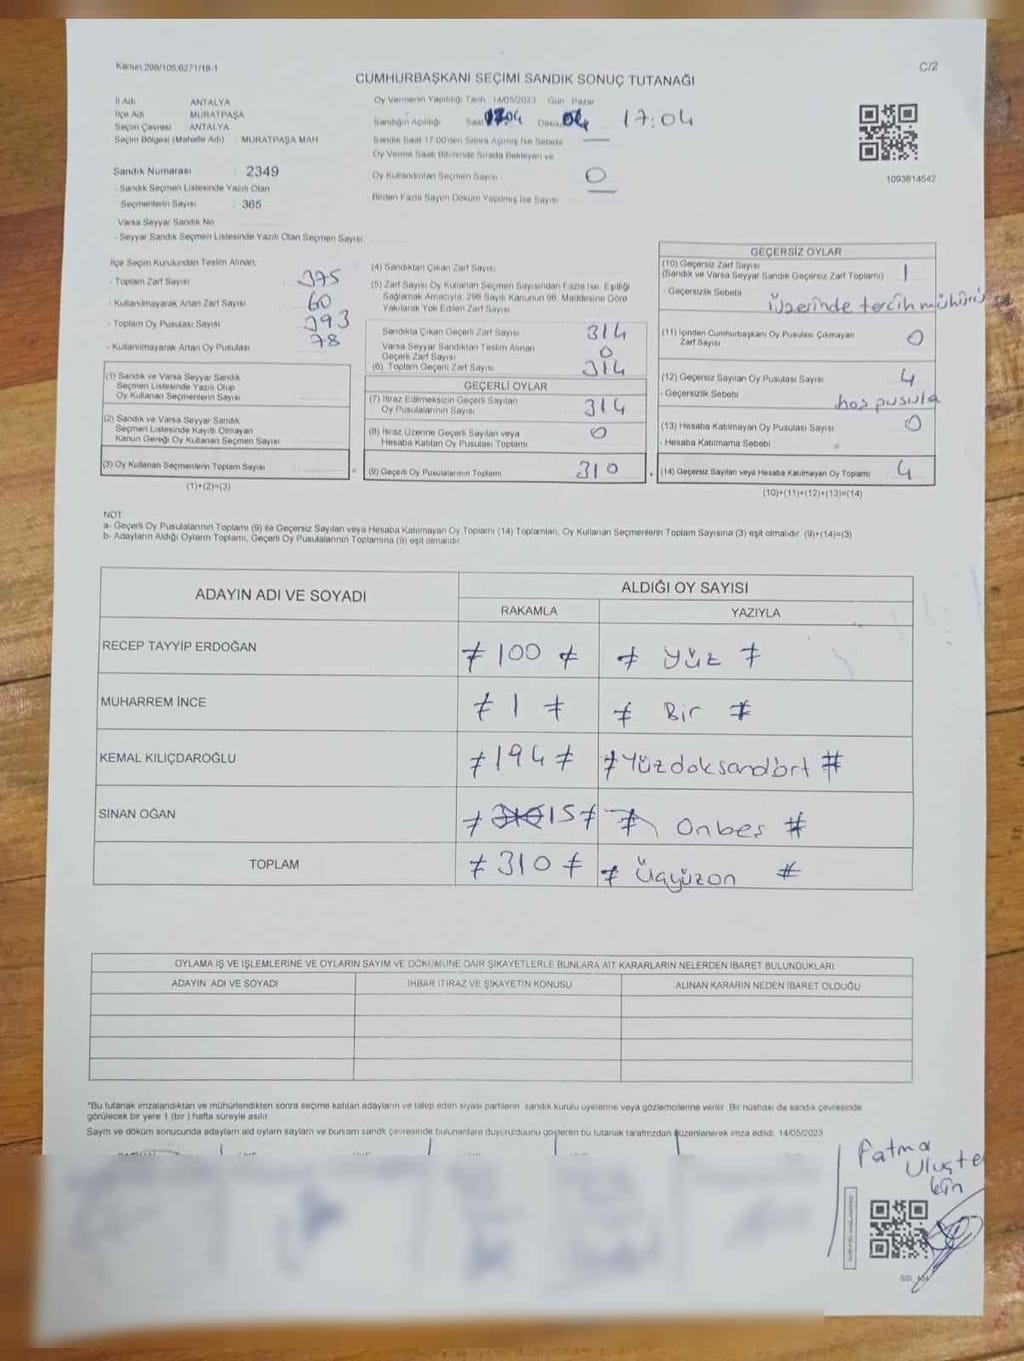 Kanun 298/105,6271/18-1
C/2
CUMHURBAŞKANI SEÇİMİ SANDIK SONUÇ TUTANAĞI
İl Adı ANTALYA
İlçe Adı MURATPAŞA
Seçim Çevresi ANTALYA
Seçim Bölgesi (Mahalle Adı) MURATPAŞA MAH
Sandık Numarası : 2349
- Sandık Seçmen Listesinde Yazılı Olan
Seçmenlerin Sayısı : 365
Varsa Seyyar Sandık No
- Seyyar Sandık Seçmen Listesinde Yazılı Olan Seçmen Sayısı
Oy Vermenin Yapıldığı Tarih 14/05/2023 Gün Pazar
Sandığın Açıldığı Saat 17:04 Dakika 04 17:04
Sandık Saat 17:00'den Sonra Açılmış İse Sebebi —
Oy Verme Saati Bitiminde Sırada Bekleyen ve
Oy Kullandırılan Seçmen Sayısı 0
Birden Fazla Sayım Döküm Yapılmış İse Sayısı
1093814542
İlçe Seçim Kurulundan Teslim Alınan;
- Toplam Zarf Sayısı 375
- Kullanılmayarak Artan Zarf Sayısı 60
- Toplam Oy Pusulası Sayısı 393
- Kullanılmayarak Artan Oy Pusulası 78
(1) Sandık ve Varsa Seyyar Sandık
Seçmen Listesinde Yazılı Olup
Oy Kullanan Seçmenlerin Sayısı
(2) Sandık ve Varsa Seyyar Sandık
Seçmen Listesinde Kayıtlı Olmayan
Kanun Gereği Oy Kullanan Seçmen Sayısı
(3) Oy Kullanan Seçmenlerin Toplam Sayısı
(1)+(2)=(3)
(4) Sandıktan Çıkan Zarf Sayısı
(5) Zarf Sayısı Oy Kullanan Seçmen Sayısından Fazla İse, Eşitliği
Sağlamak Amacıyla, 298 Sayılı Kanunun 98. Maddesine Göre
Yakılarak Yok Edilen Zarf Sayısı
Sandıkta Çıkan Geçerli Zarf Sayısı 314
Varsa Seyyar Sandıktan Teslim Alınan
Geçerli Zarf Sayısı 0
(6) Toplam Geçerli Zarf Sayısı 314
GEÇERLİ OYLAR
(7) İtiraz Edilmeksizin Geçerli Sayılan
Oy Pusulalarının Sayısı 314
(8) İtiraz Üzerine Geçerli Sayılan veya
Hesaba Katılan Oy Pusulası Toplamı 0
= (9) Geçerli Oy Pusulalarının Toplamı 310
GEÇERSİZ OYLAR
(10) Geçersiz Zarf Sayısı
(Sandık ve Varsa Seyyar Sandık Geçersiz Zarf Toplamı) 1
- Geçersizlik Sebebi
üzerinde tercih mühürü
(11) İçinden Cumhurbaşkanı Oy Pusulası Çıkmayan
Zarf Sayısı 0
(12) Geçersiz Sayılan Oy Pusulası Sayısı 4
- Geçersizlik Sebebi
boş pusula
(13) Hesaba Katılmayan Oy Pusulası Sayısı 0
- Hesaba Katılmama Sebebi
(14) Geçersiz Sayılan veya Hesaba Katılmayan Oy Toplamı 4
(10)+(11)+(12)+(13)=(14)
NOT
a- Geçerli Oy Pusulalarının Toplamı (9) ile Geçersiz Sayılan veya Hesaba Katılmayan Oy Toplamı (14) Toplamları, Oy Kullanan Seçmenlerin Toplam Sayısına (3) eşit olmalıdır. (9)+(14)=(3)
b- Adayların Aldığı Oyların Toplamı, Geçerli Oy Pusulalarının Toplamına (9) eşit olmalıdır.
ADAYIN ADI VE SOYADI
ALDIĞI OY SAYISI
RAKAMLA YAZIYLA
RECEP TAYYİP ERDOĞAN ≠ 100 ≠ ≠ Yüz ≠
MUHARREM İNCE ≠ 1 ≠ ≠ Bir ≠
KEMAL KILIÇDAROĞLU ≠ 194 ≠ ≠ Yüzdoksandört #
SİNAN OĞAN ≠ 15 ≠ ≠ Onbeş #
TOPLAM ≠ 310 ≠ ≠ Üçyüzon #
OYLAMA İŞ VE İŞLEMLERİNE VE OYLARIN SAYIM VE DÖKÜMÜNE DAİR ŞİKAYETLERLE BUNLARA AİT KARARLARIN NELERDEN İBARET BULUNDUKLARI
ADAYIN ADI VE SOYADI İHBAR İTİRAZ VE ŞİKAYETİN KONUSU ALINAN KARARIN NEDEN İBARET OLDUĞU
*Bu tutanak imzalandıktan ve mühürlendikten sonra seçime katılan adayların ve talep eden siyasi partilerin sandık kurulu üyelerine veya gözlemcilerine verilir. Bir nüshası da sandık çevresinde
görülecek bir yere 1 (bir) hafta süreyle asılır.
Sayım ve döküm sonucunda adayların aldığı oyların sayılarını ve bunların sandık çevresinde bulunanlara duyurulduğunu gösteren bu tutanak tarafımızdan düzenlenerek imza edildi. 14/05/2023
Fatma